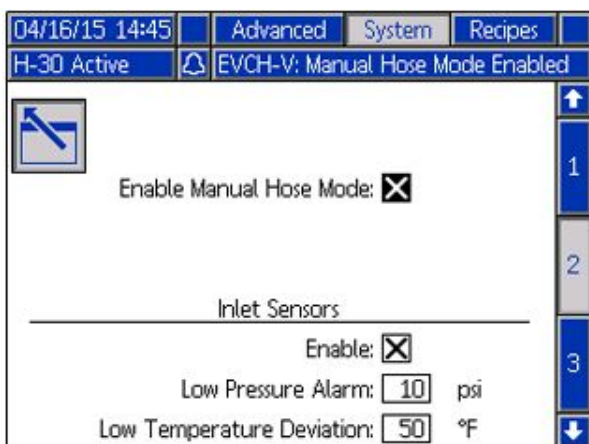 04/16/15 14:45 Advanced System Recipes
H-30 Active EVCH-V: Manual Hose Mode Enabled
Enable Manual Hose Mode:
1
2
Inlet Sensors
Enable:
3
Low Pressure Alarm: 10 psi
Low Temperature Deviation: 50 °F